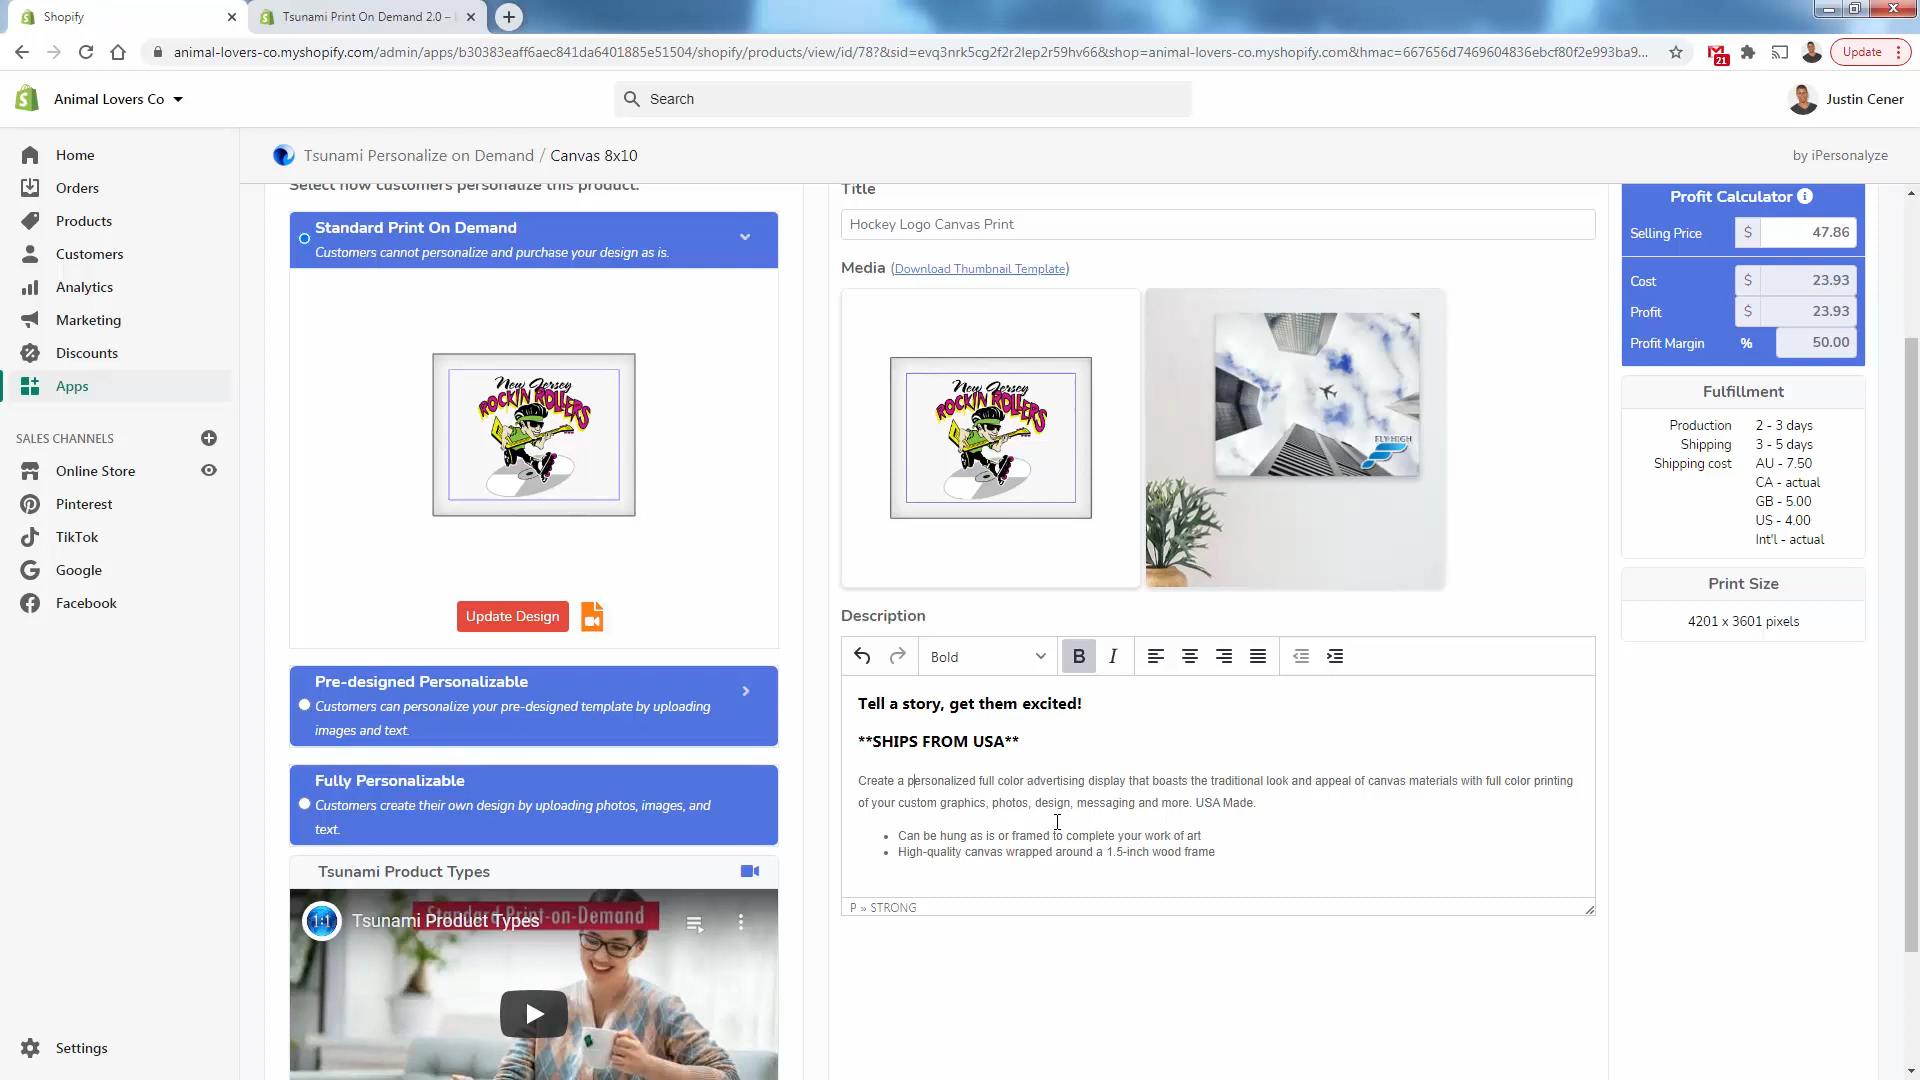 Shopify
Tsunami Print On Demand 2.0 –
animal-lovers-co.myshopify.com/admin/apps/b30383eaff6aec841da6401885e51504/shopify/products/view/id/78?&sid=evq3nrk5cg2f2r2lep2r59hv66&shop=animal-lovers-co.myshopify.com&hmac=667656d7469604836ebcf80f2e993ba9...
21
Update
Animal Lovers Co
Search
Justin Cener
Home
Orders
Products
Customers
Analytics
Marketing
Discounts
Apps
SALES CHANNELS
Online Store
Pinterest
TikTok
Google
Facebook
Settings
Tsunami Personalize on Demand / Canvas 8x10
by iPersonalyze
Select how customers personalize this product.
Standard Print On Demand
Customers cannot personalize and purchase your design as is.
New Jersey
ROCKIN ROLLERS
Update Design
Pre-designed Personalizable
Customers can personalize your pre-designed template by uploading
images and text.
Fully Personalizable
Customers create their own design by uploading photos, images, and
text.
Tsunami Product Types
Standard Print-on-Demand
1:1
Tsunami Product Types
Title
Hockey Logo Canvas Print
Media (Download Thumbnail Template)
New Jersey
ROCKIN ROLLERS
FLY HIGH
Description
Bold
B
I
Tell a story, get them excited!
**SHIPS FROM USA**
Create a personalized full color advertising display that boasts the traditional look and appeal of canvas materials with full color printing
of your custom graphics, photos, design, messaging and more. USA Made.
Can be hung as is or framed to complete your work of art
High-quality canvas wrapped around a 1.5-inch wood frame
P » STRONG
Profit Calculator
Selling Price $ 47.86
Cost $ 23.93
Profit $ 23.93
Profit Margin % 50.00
Fulfillment
Production 2 - 3 days
Shipping 3 - 5 days
Shipping cost AU - 7.50
CA - actual
GB - 5.00
US - 4.00
Int'l - actual
Print Size
4201 x 3601 pixels